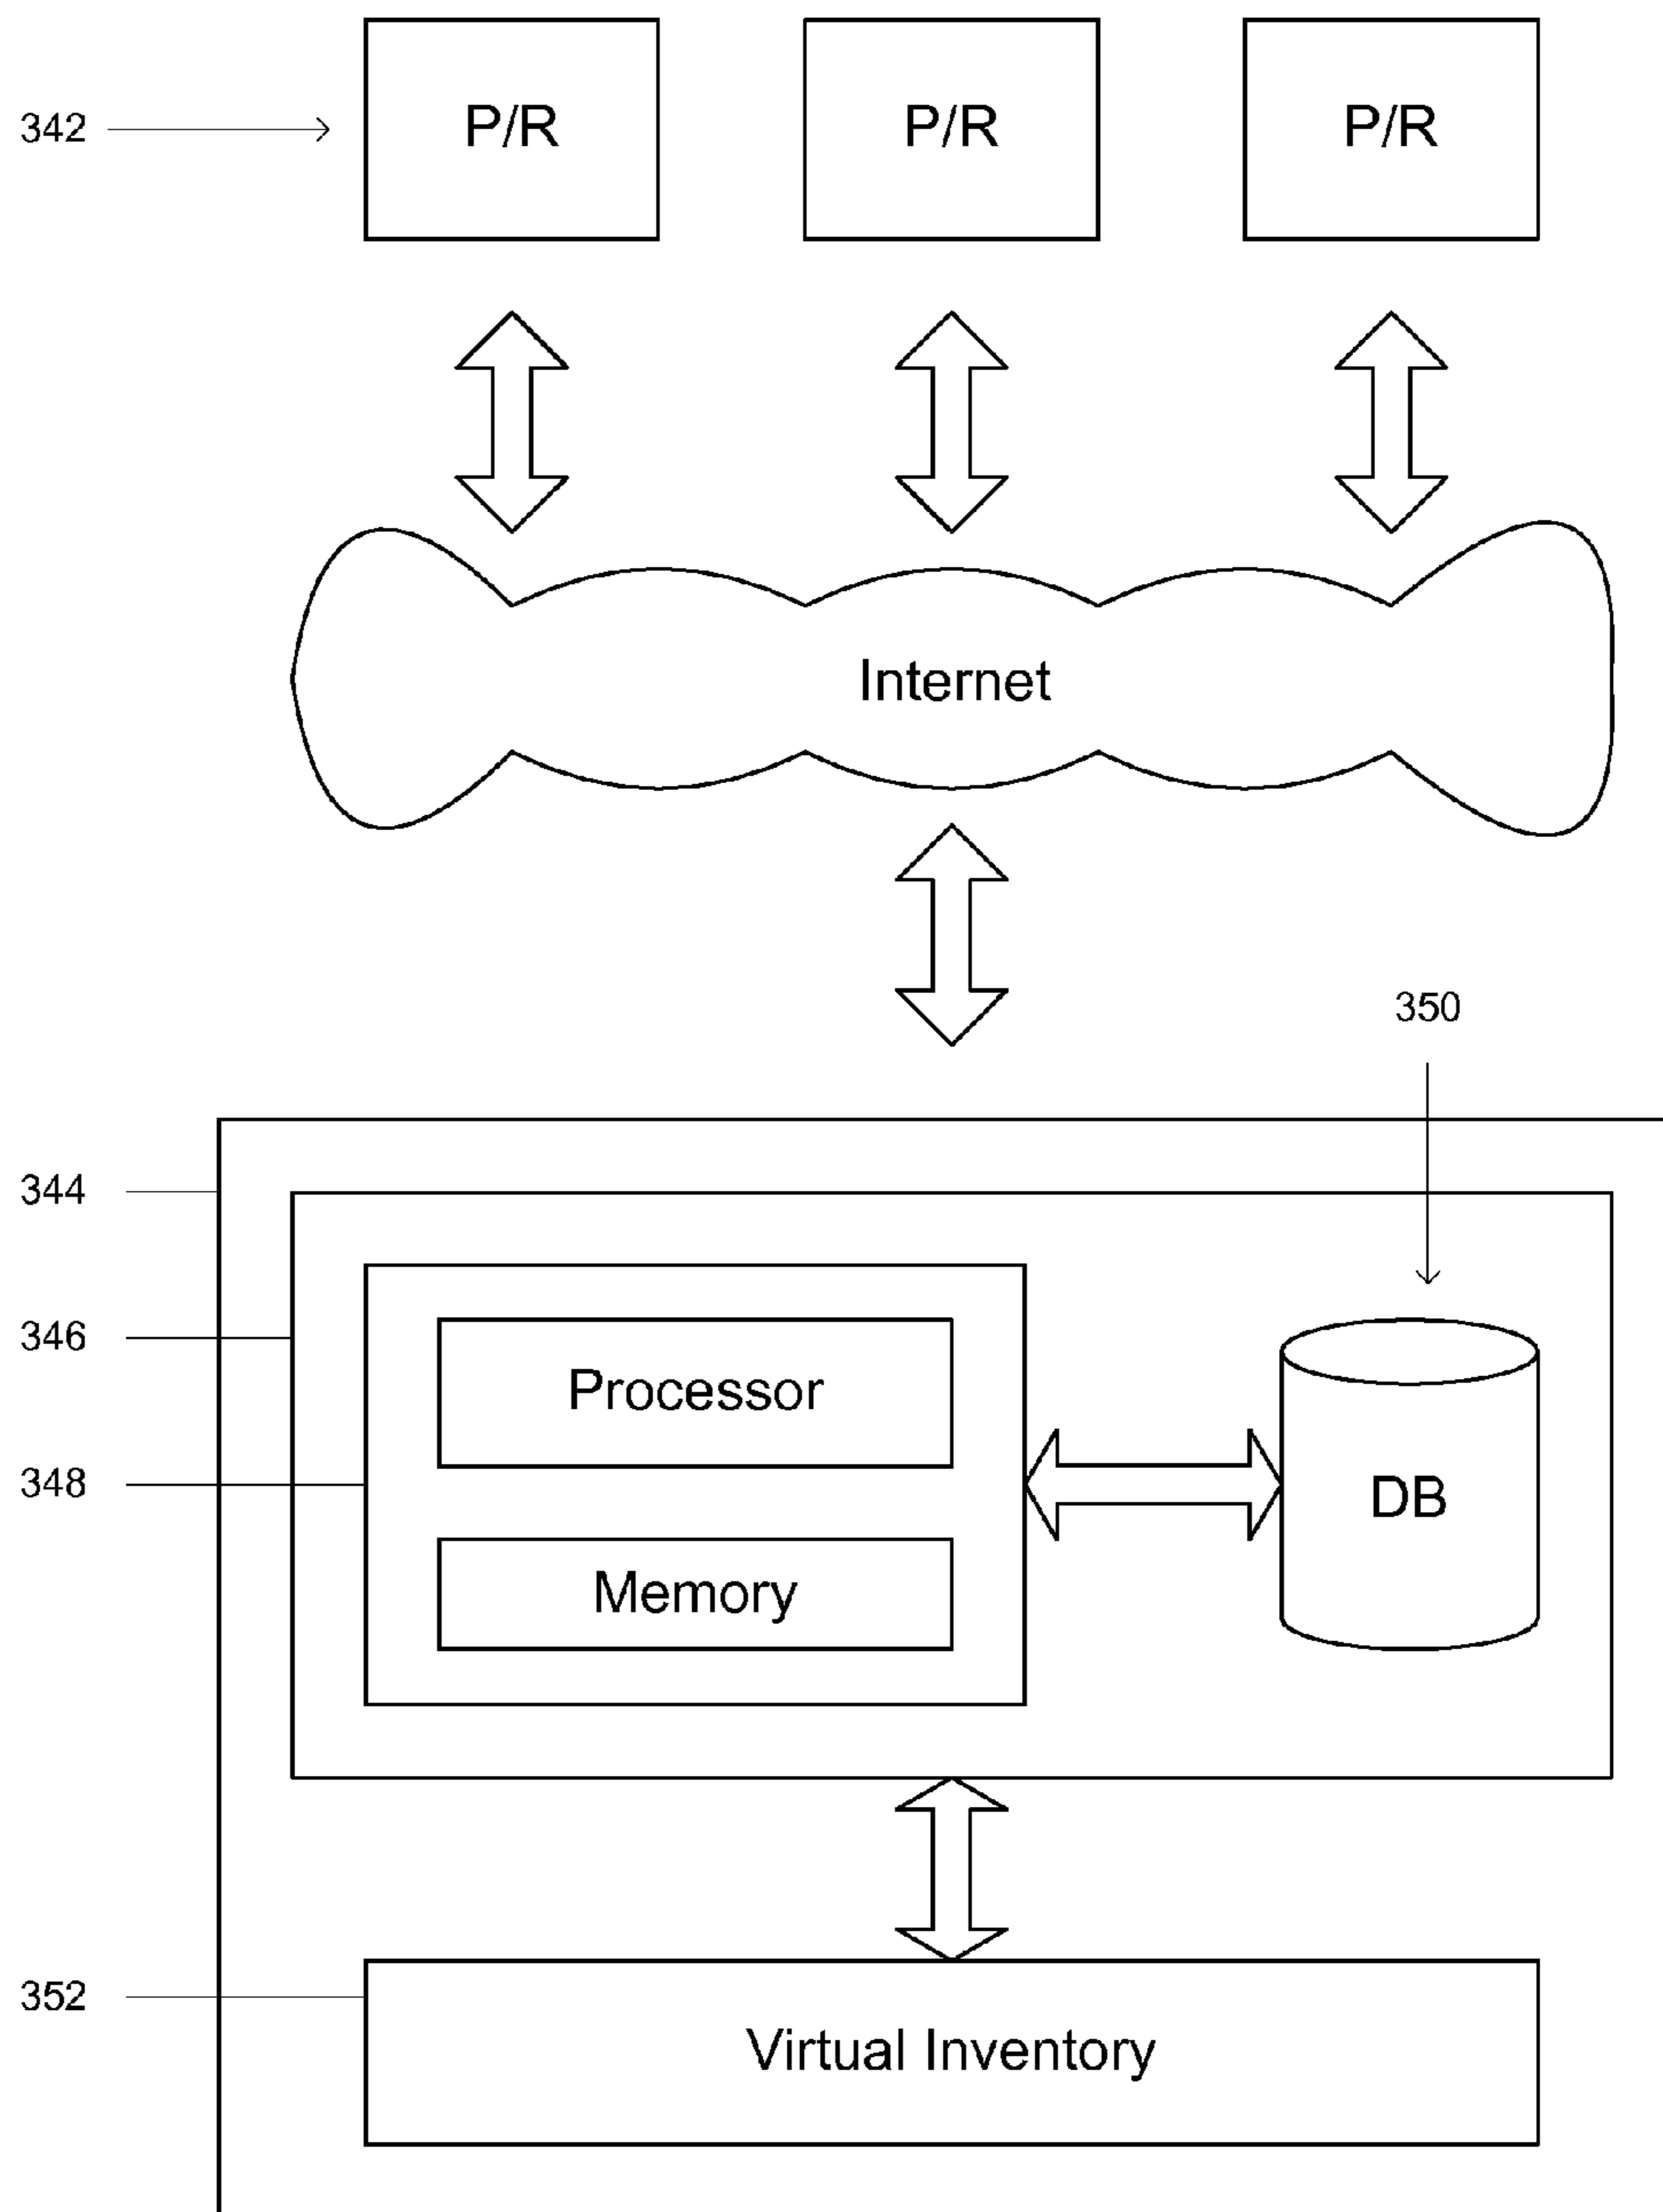 342
P/R
P/R
P/R
Internet
350
344
346
Processor
348
DB
Memory
352
Virtual Inventory